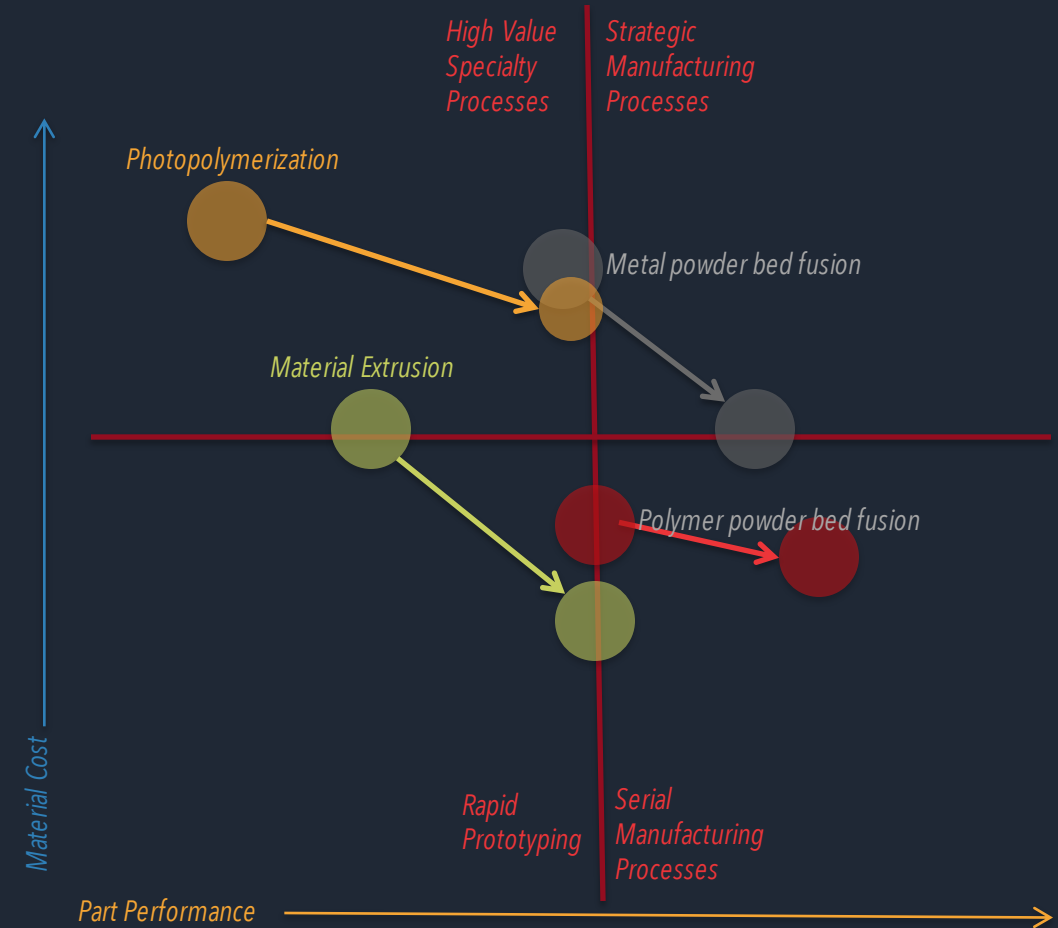 High Value
Specialty
Processes
Strategic
Manufacturing
Processes
Photopolymerization
Metal powder bed fusion
Material Extrusion
Polymer powder bed fusion
Material Cost
Rapid
Prototyping
Serial
Manufacturing
Processes
Part Performance